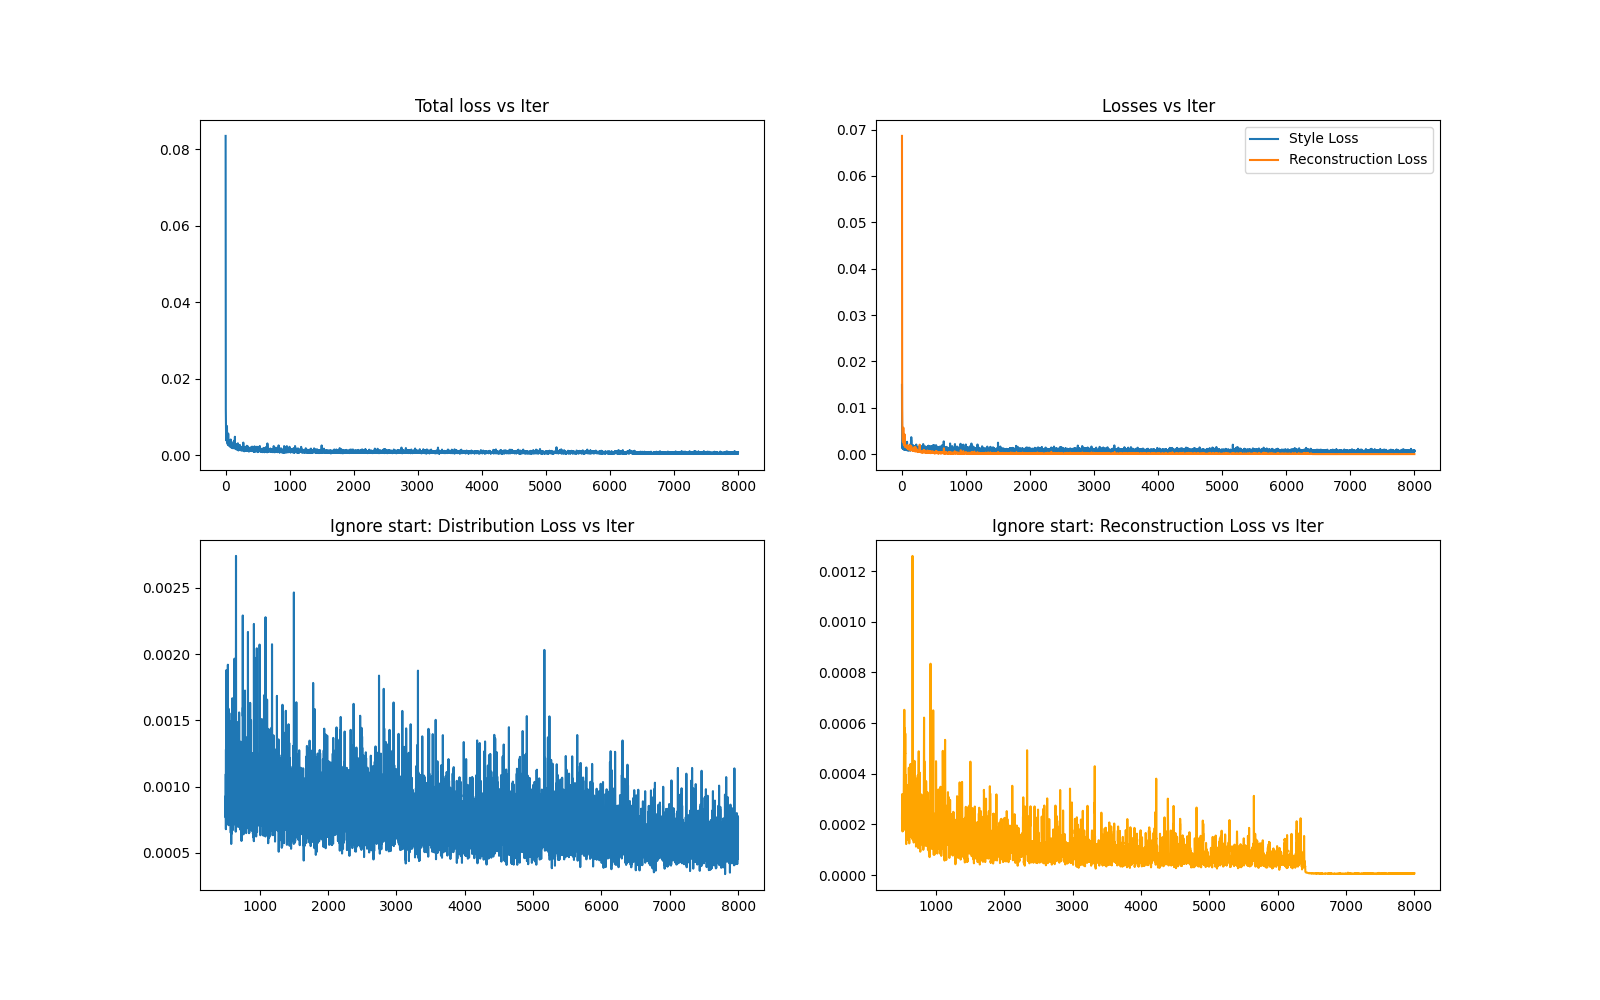 Total loss vs Iter
0.08
0.06
0.04
0.02
0.00
0 1000 2000 3000 4000 5000 6000 7000 8000
Losses vs Iter
Style Loss
Reconstruction Loss
0.07
0.06
0.05
0.04
0.03
0.02
0.01
0.00
0 1000 2000 3000 4000 5000 6000 7000 8000
Ignore start: Distribution Loss vs Iter
0.0025
0.0020
0.0015
0.0010
0.0005
1000 2000 3000 4000 5000 6000 7000 8000
Ignore start: Reconstruction Loss vs Iter
0.0012
0.0010
0.0008
0.0006
0.0004
0.0002
0.0000
1000 2000 3000 4000 5000 6000 7000 8000